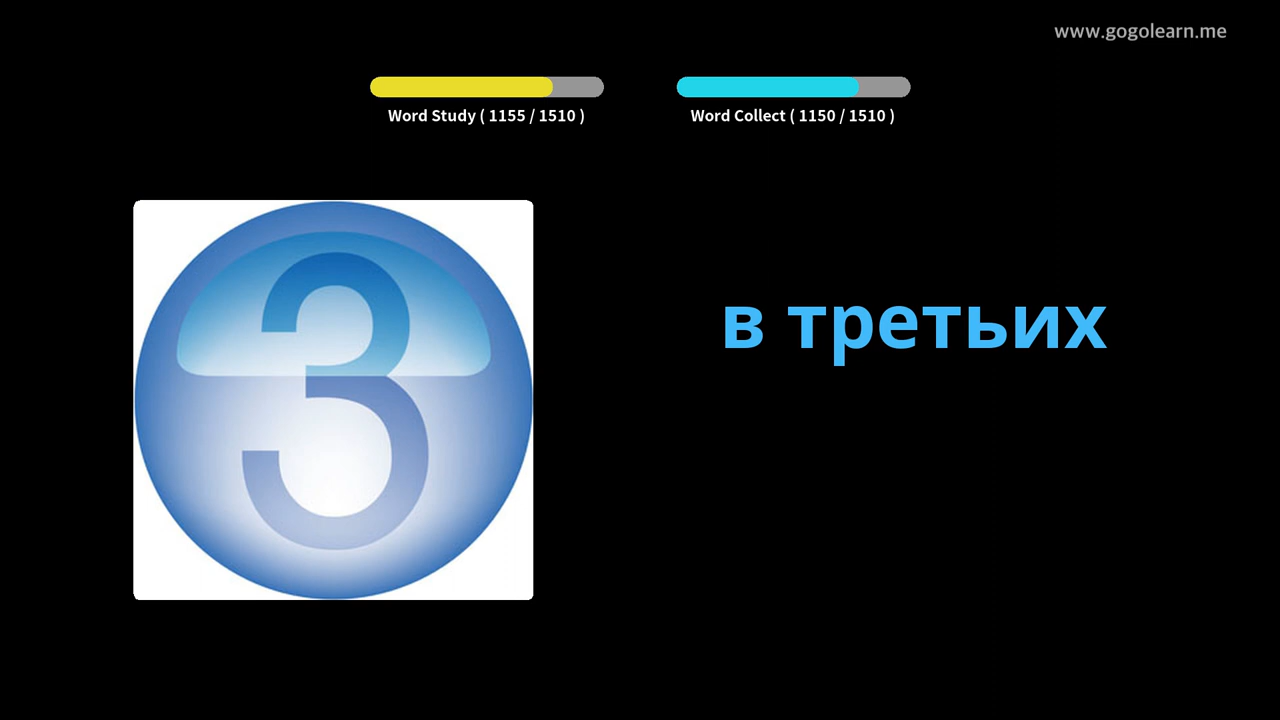 www.gogolearn.me
Word Study ( 1155 / 1510 )
Word Collect ( 1150 / 1510 )
3
в третьих